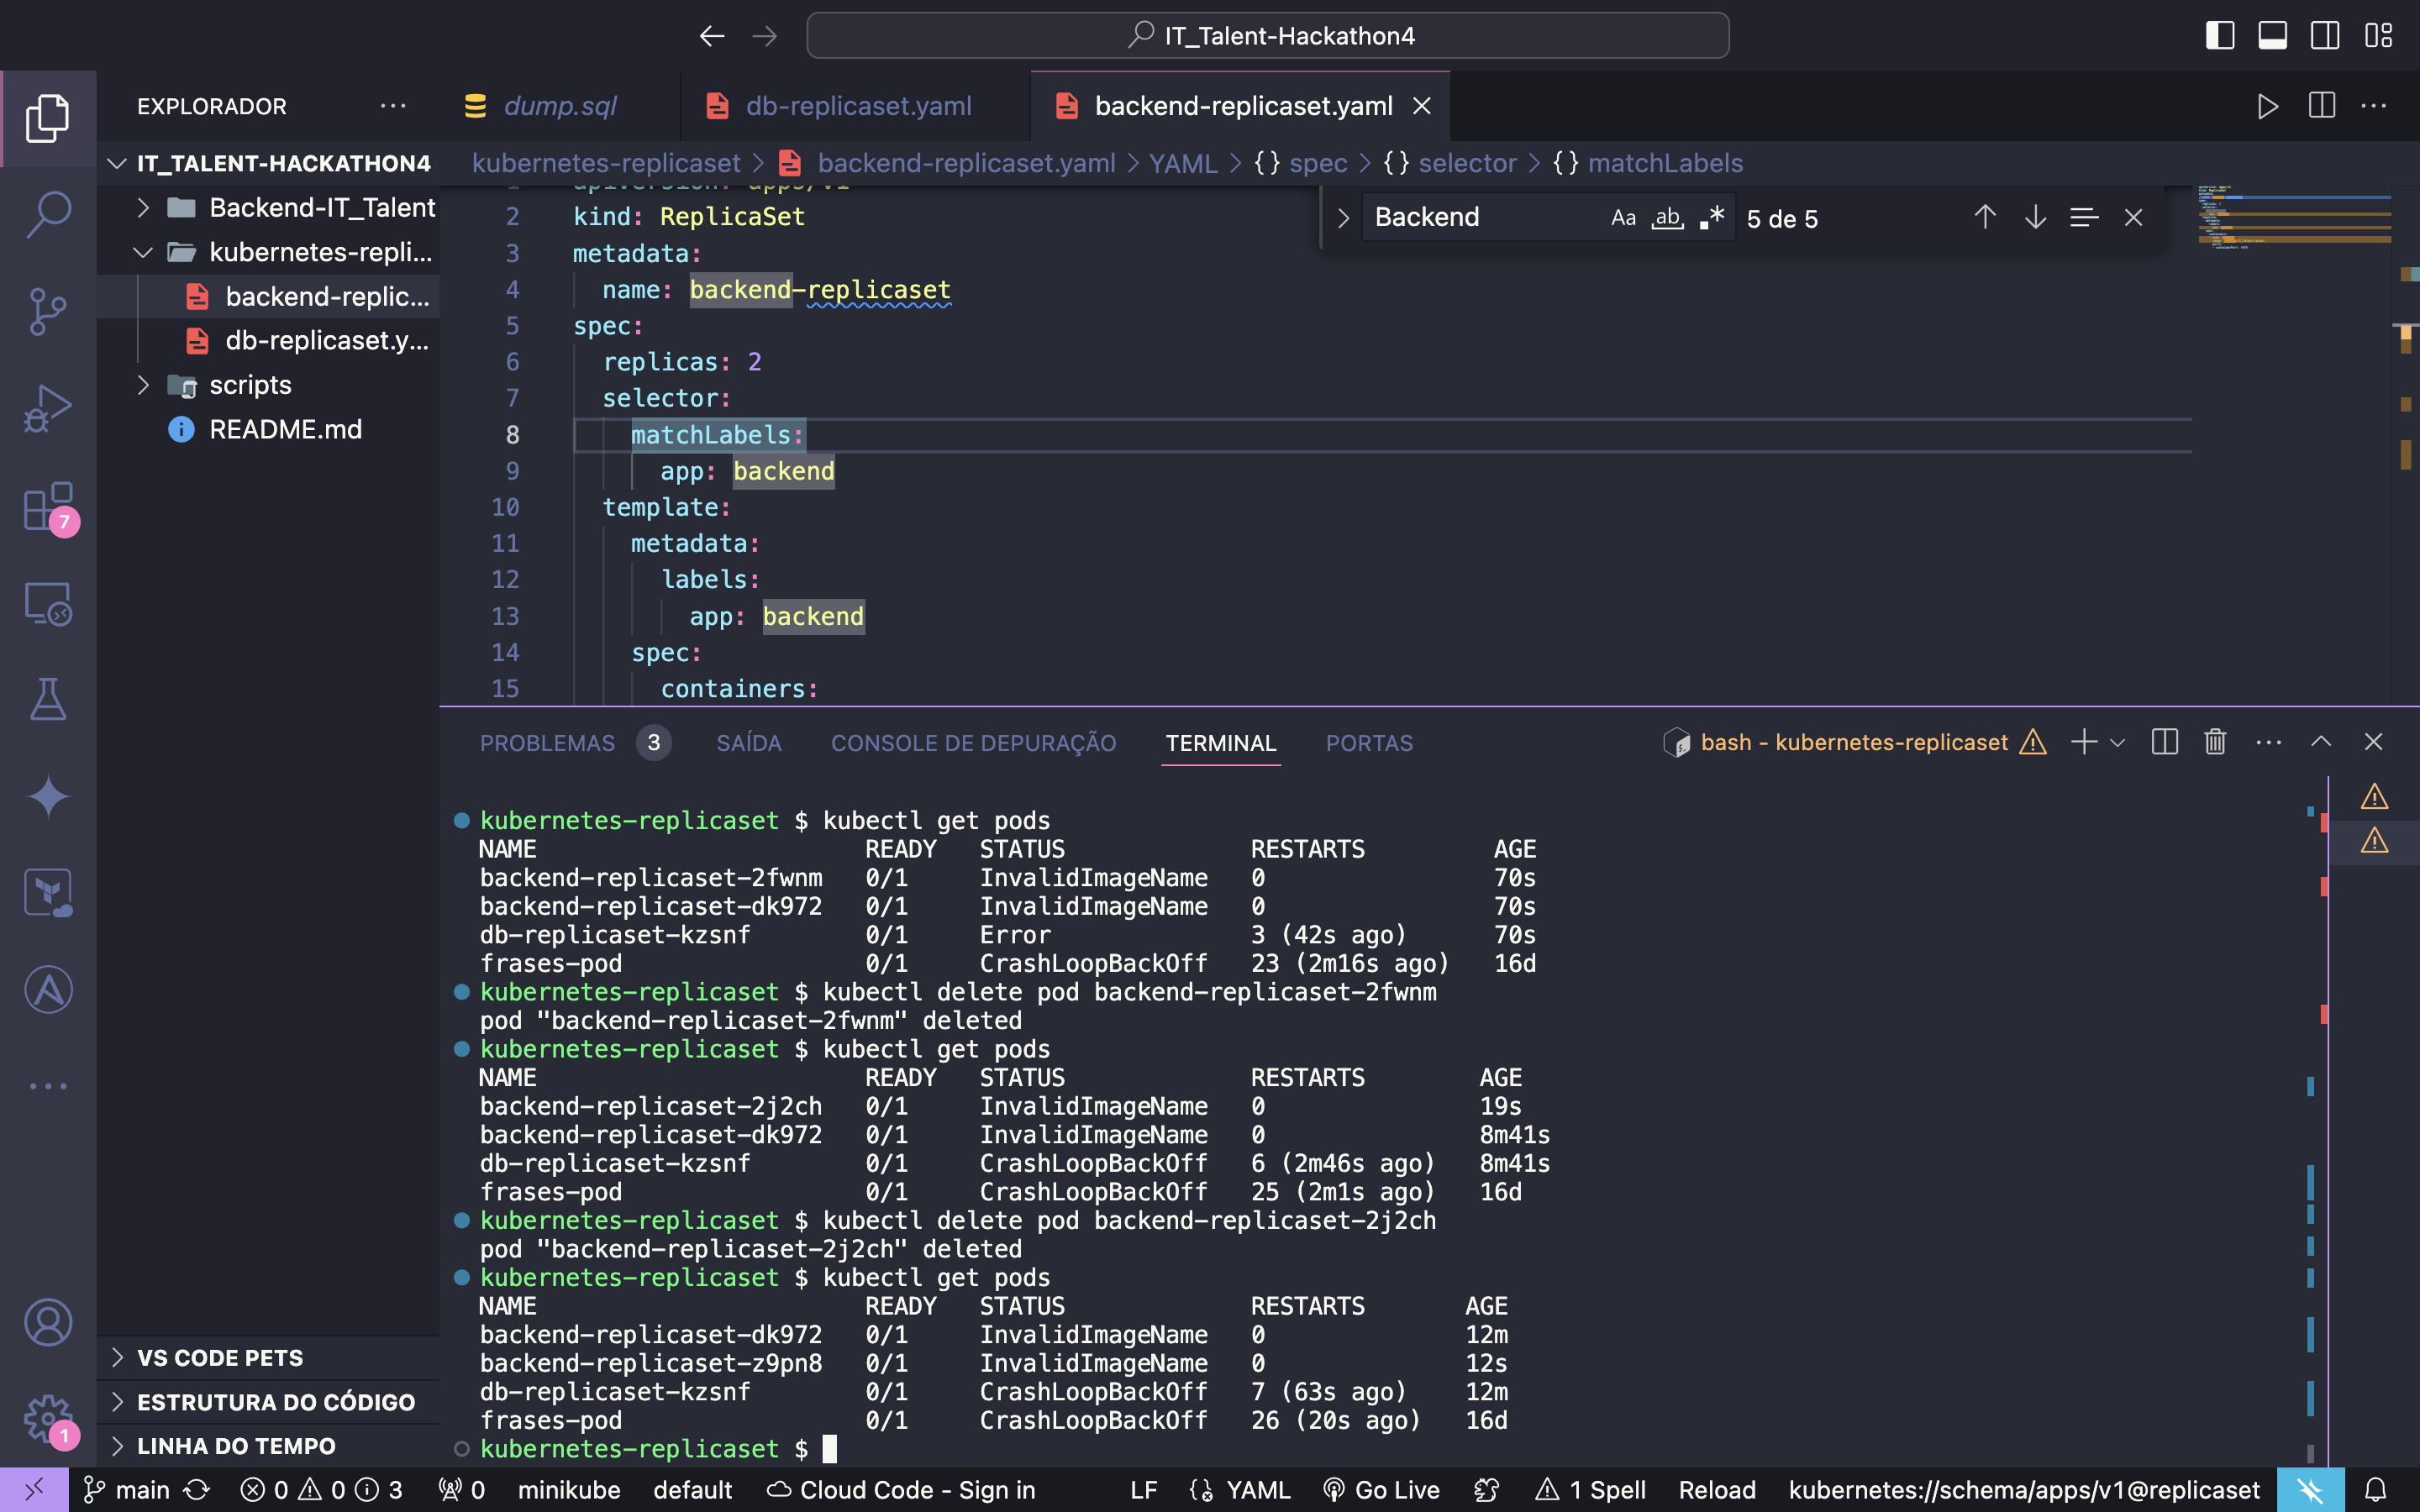 IT_Talent-Hackathon4
EXPLORADOR
dump.sql
db-replicaset.yaml
backend-replicaset.yaml
IT_TALENT-HACKATHON4
Backend-IT_Talent
kubernetes-repli...
backend-replic...
db-replicaset.y...
scripts
README.md
VS CODE PETS
ESTRUTURA DO CÓDIGO
LINHA DO TEMPO
7
1
kubernetes-replicaset > backend-replicaset.yaml > YAML > {} spec > {} selector > {} matchLabels
Backend Aa ab .* 5 de 5
1 apiVersion: apps/v1
2 kind: ReplicaSet
3 metadata:
4 name: backend-replicaset
5 spec:
6 replicas: 2
7 selector:
8 matchLabels:
9 app: backend
10 template:
11 metadata:
12 labels:
13 app: backend
14 spec:
15 containers:
PROBLEMAS 3 SAÍDA CONSOLE DE DEPURAÇÃO TERMINAL PORTAS
bash - kubernetes-replicaset
kubernetes-replicaset $ kubectl get pods
NAME READY STATUS RESTARTS AGE
backend-replicaset-2fwnm 0/1 InvalidImageName 0 70s
backend-replicaset-dk972 0/1 InvalidImageName 0 70s
db-replicaset-kzsnf 0/1 Error 3 (42s ago) 70s
frases-pod 0/1 CrashLoopBackOff 23 (2m16s ago) 16d
kubernetes-replicaset $ kubectl delete pod backend-replicaset-2fwnm
pod "backend-replicaset-2fwnm" deleted
kubernetes-replicaset $ kubectl get pods
NAME READY STATUS RESTARTS AGE
backend-replicaset-2j2ch 0/1 InvalidImageName 0 19s
backend-replicaset-dk972 0/1 InvalidImageName 0 8m41s
db-replicaset-kzsnf 0/1 CrashLoopBackOff 6 (2m46s ago) 8m41s
frases-pod 0/1 CrashLoopBackOff 25 (2m1s ago) 16d
kubernetes-replicaset $ kubectl delete pod backend-replicaset-2j2ch
pod "backend-replicaset-2j2ch" deleted
kubernetes-replicaset $ kubectl get pods
NAME READY STATUS RESTARTS AGE
backend-replicaset-dk972 0/1 InvalidImageName 0 12m
backend-replicaset-z9pn8 0/1 InvalidImageName 0 12s
db-replicaset-kzsnf 0/1 CrashLoopBackOff 7 (63s ago) 12m
frases-pod 0/1 CrashLoopBackOff 26 (20s ago) 16d
kubernetes-replicaset $
main 0 0 3 0 minikube default Cloud Code - Sign in LF YAML Go Live 1 Spell Reload kubernetes://schema/apps/v1@replicaset